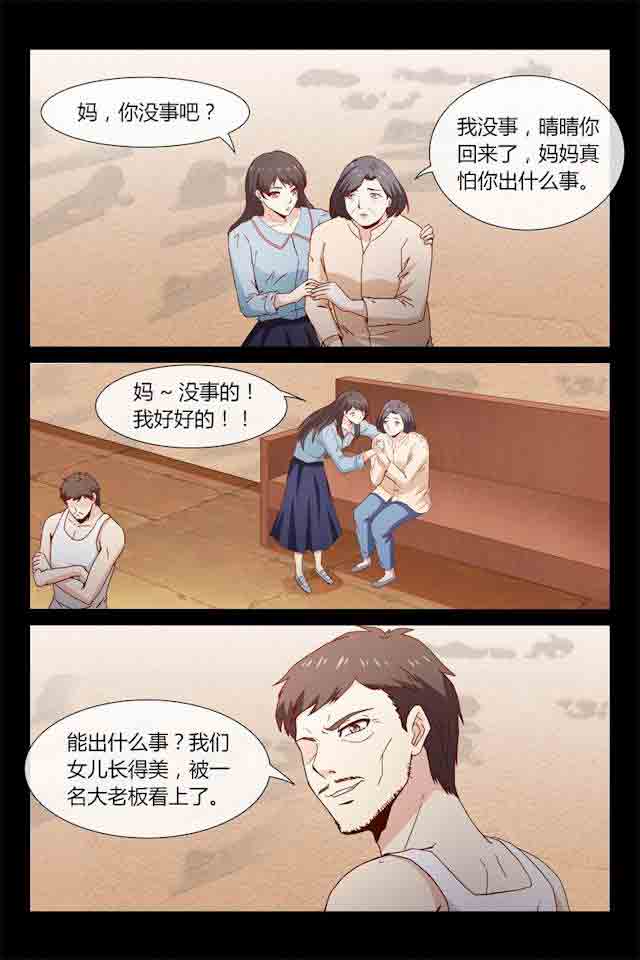 妈，你没事吧？
我没事，晴晴你
回来了，妈妈真
怕你出什么事。
妈~没事的！
我好好的！！
能出什么事？我们
女儿长得美，被一
名大老板看上了。